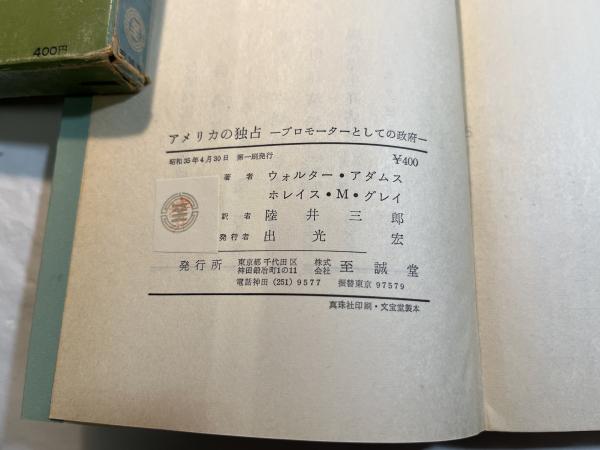 400円
アメリカの独占 —プロモーターとしての政府—
昭和35年4月30日 第一刷発行 ¥400
著者 ウォルター・アダムス
ホレイス・M・グレイ
訳者 陸井三郎
発行者 出光宏
発行所 東京都千代田区神田鍛冶町1の11 株式会社 至誠堂
電話神田(251)9577 振替東京97579
真珠社印刷・文宝堂製本